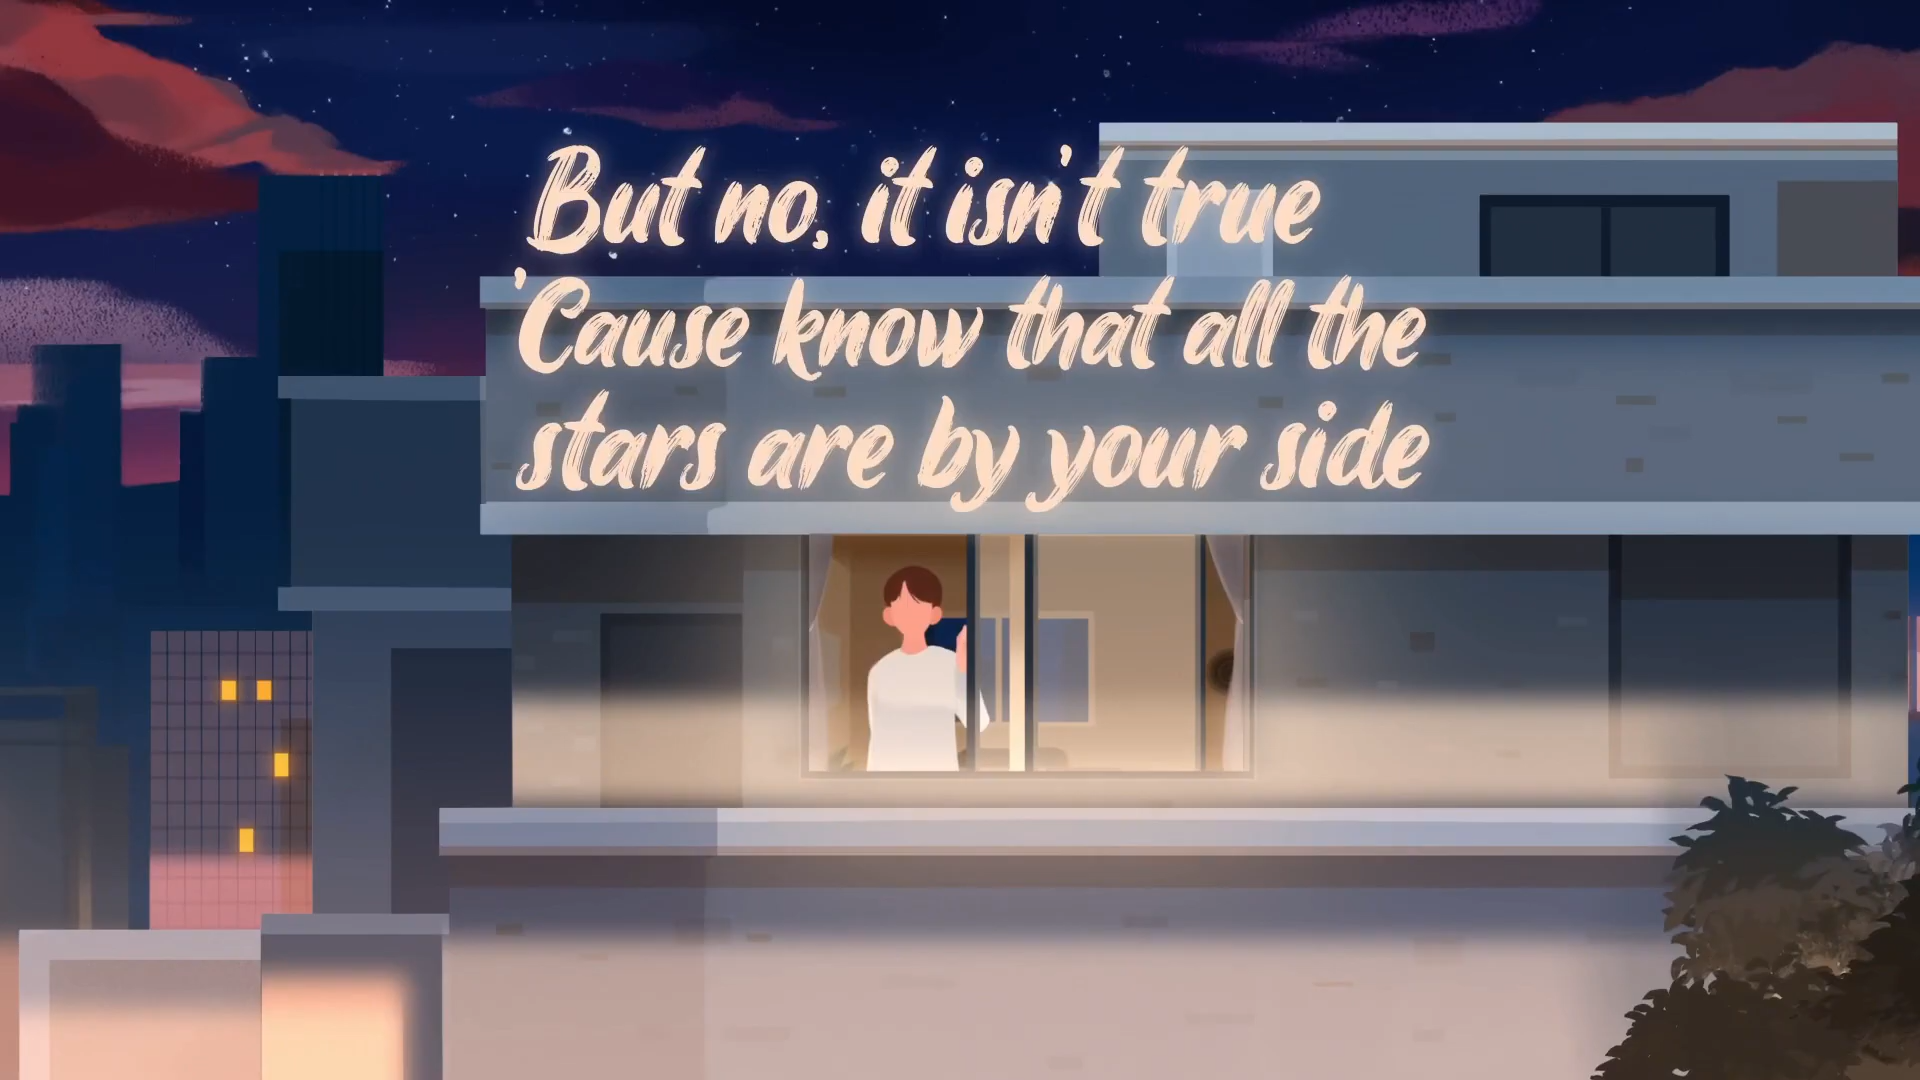 But no, it isn't true
'Cause know that all the
stars are by your side